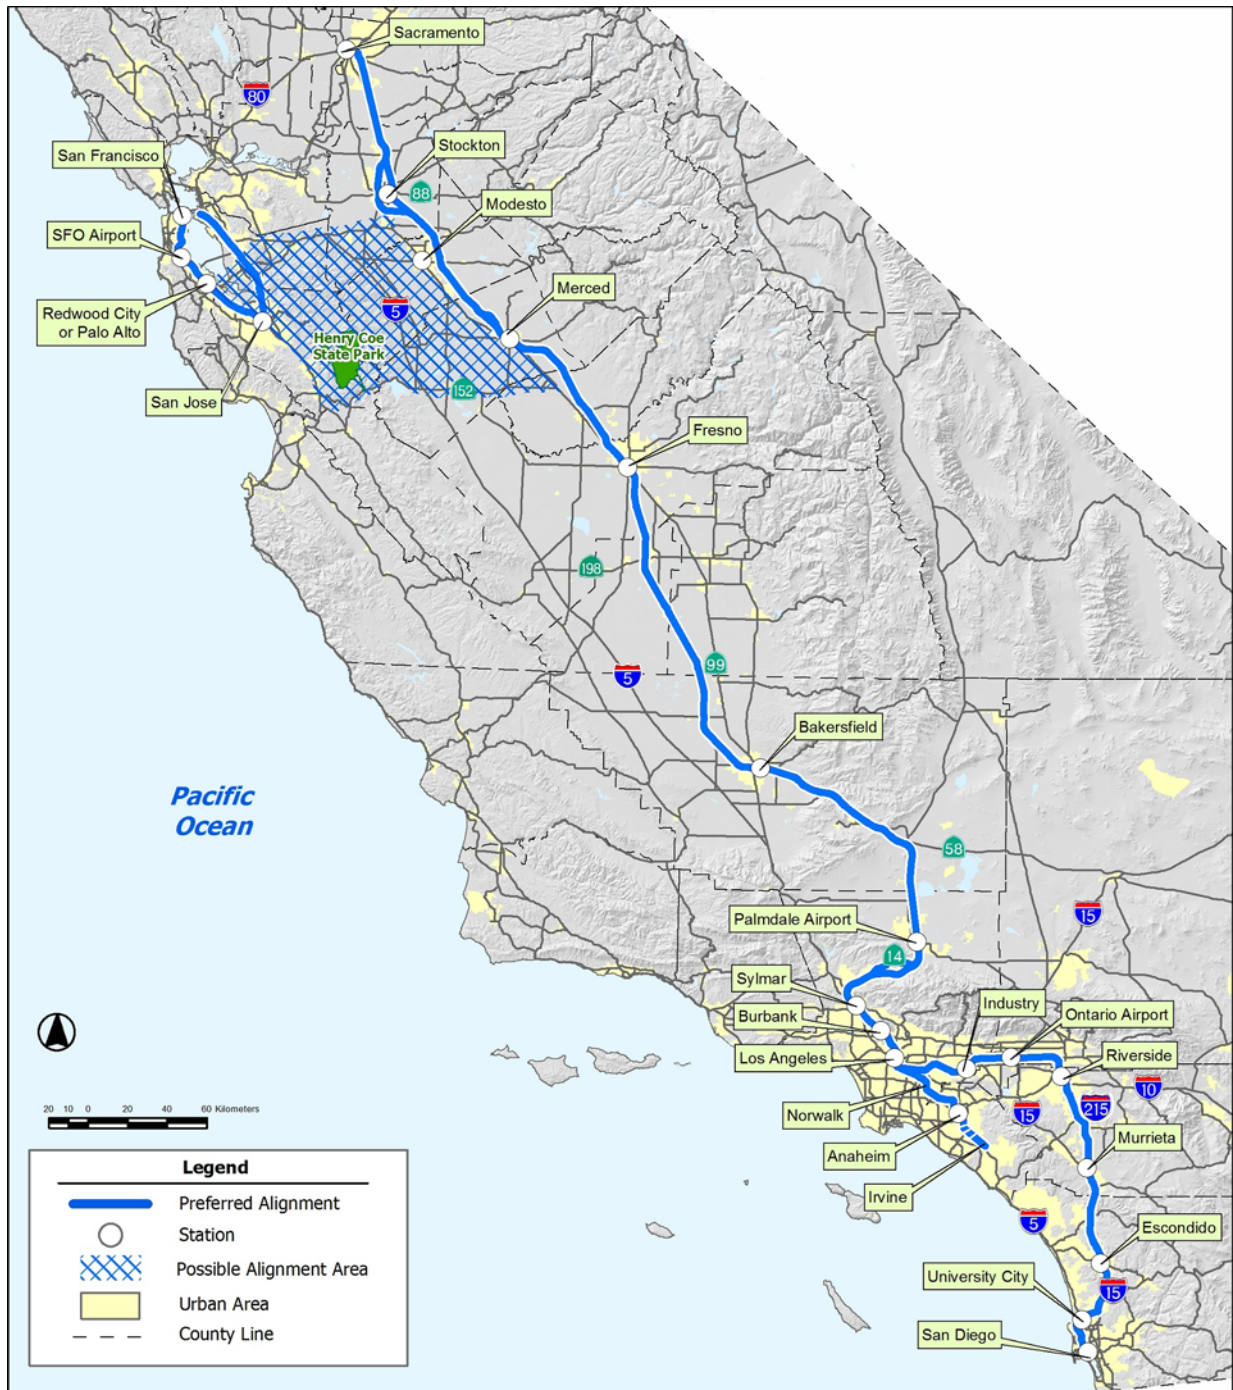 Sacramento
80
Stockton
San Francisco
88
Modesto
SFO Airport
Merced
Redwood City
or Palo Alto
5
Henry Coe
State Park
152
San Jose
Fresno
198
99
5
Bakersfield
Pacific
Ocean
58
Palmdale Airport
15
14
Sylmar
Industry
Ontario Airport
Burbank
Los Angeles
Riverside
10
Norwalk
15
215
Anaheim
Murrieta
Irvine
5
Escondido
University City
15
San Diego
20 10 0 20 40 60 Kilometers
Legend
Preferred Alignment
Station
Possible Alignment Area
Urban Area
County Line